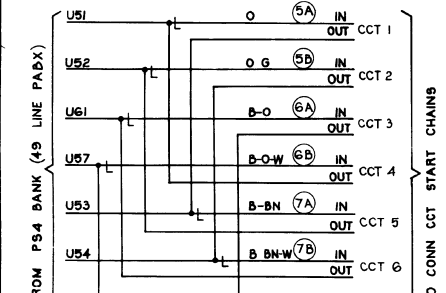 U51 O 5A IN
OUT CCT 1
U52 O G 5B IN
OUT CCT 2
U61 B-O 6A IN
OUT CCT 3
U57 B-O-W 6B IN
OUT CCT 4
U53 B-BN 7A IN
OUT CCT 5
U54 B BN-W 7B IN
OUT CCT 6
ROM PS4 BANK (49 LINE PABX)
O CONN CCT START CHAINS